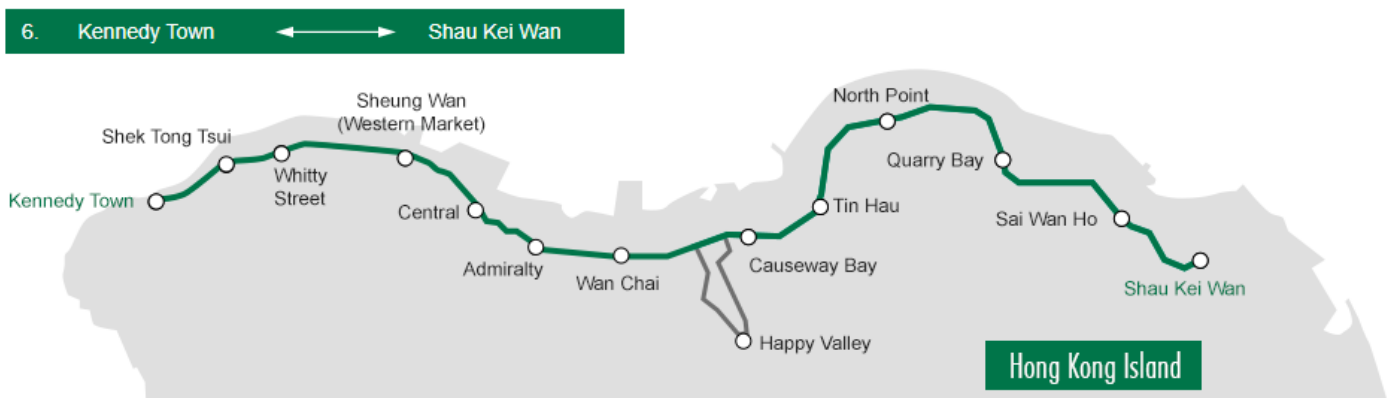 6. Kennedy Town Shau Kei Wan
Sheung Wan
(Western Market)
Shek Tong Tsui
Whitty
Street
Kennedy Town
Central
Admiralty
Wan Chai
Causeway Bay
Tin Hau
North Point
Quarry Bay
Sai Wan Ho
Shau Kei Wan
Happy Valley
Hong Kong Island